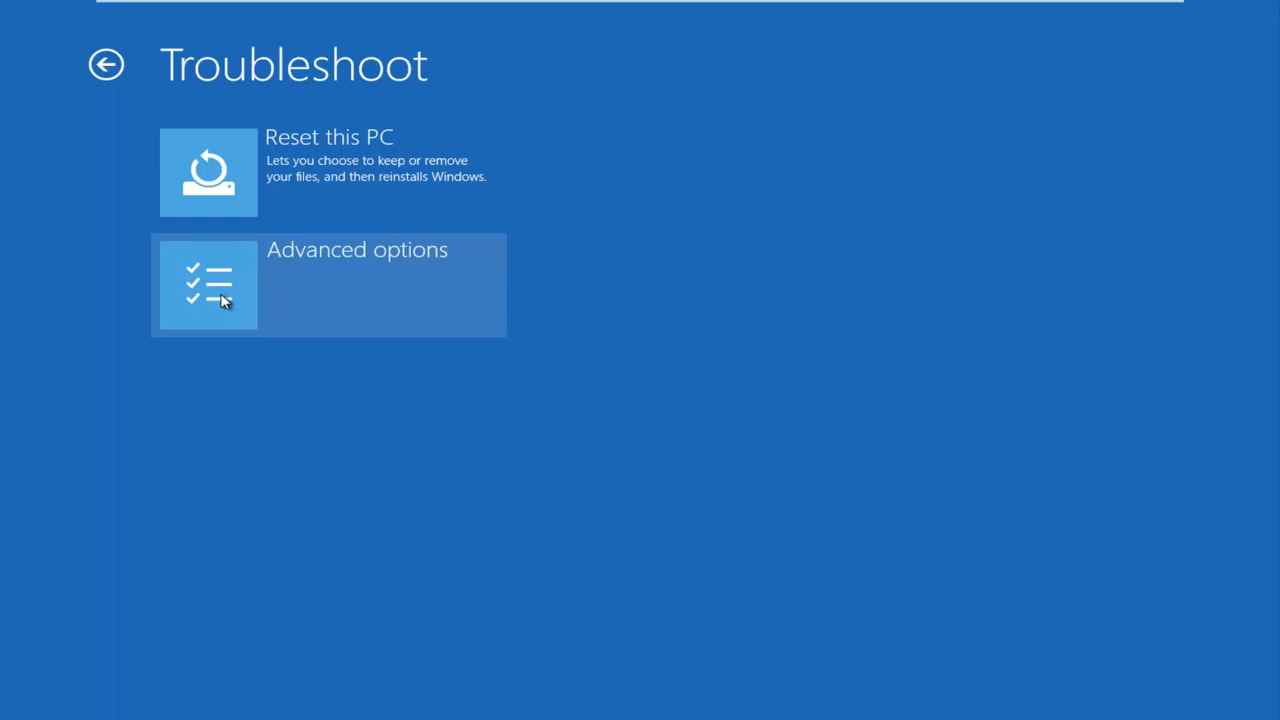 Troubleshoot
Reset this PC
Lets you choose to keep or remove
your files, and then reinstalls Windows.
Advanced options